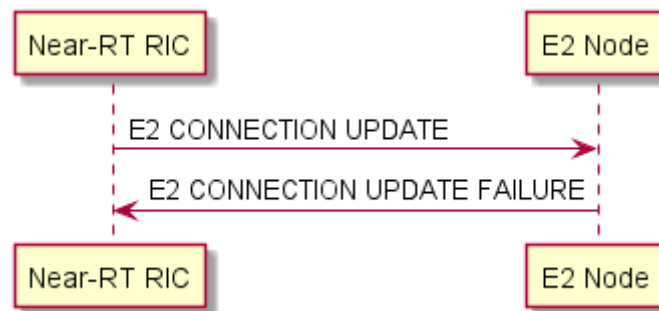 Near-RT RIC
E2 Node
E2 CONNECTION UPDATE
E2 CONNECTION UPDATE FAILURE
Near-RT RIC
E2 Node